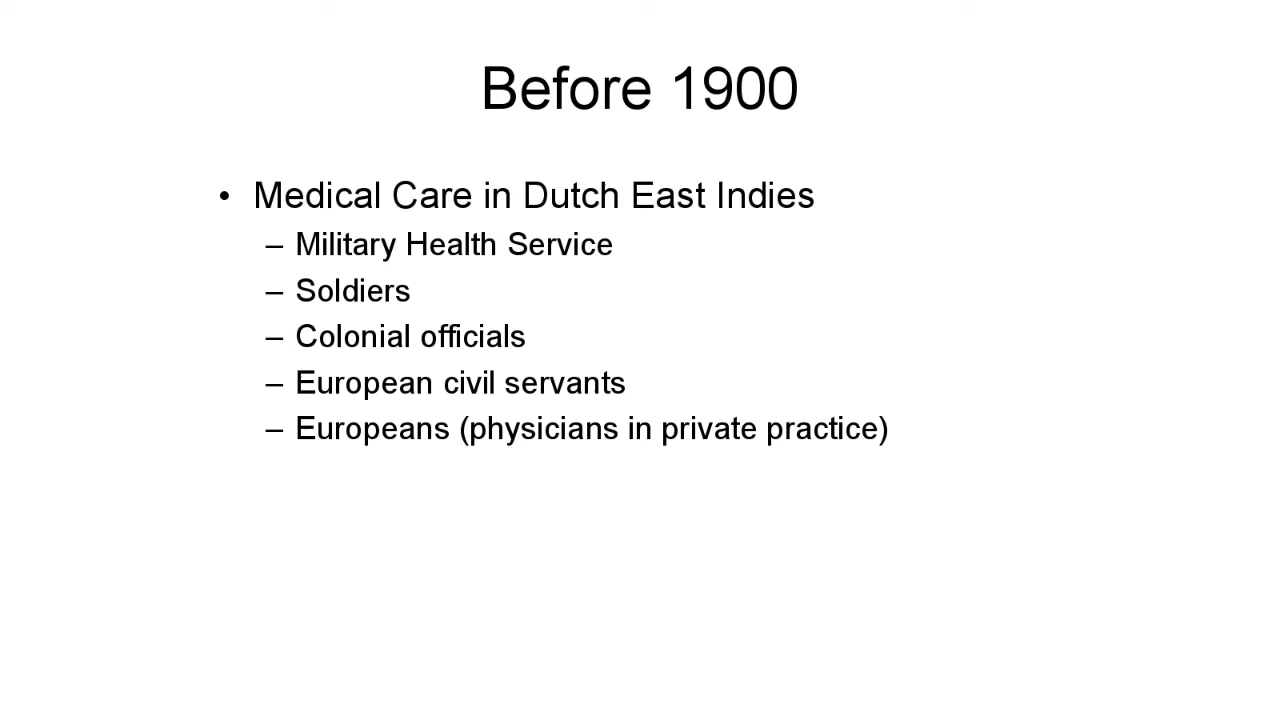 Before 1900
• Medical Care in Dutch East Indies
– Military Health Service
– Soldiers
– Colonial officials
– European civil servants
– Europeans (physicians in private practice)